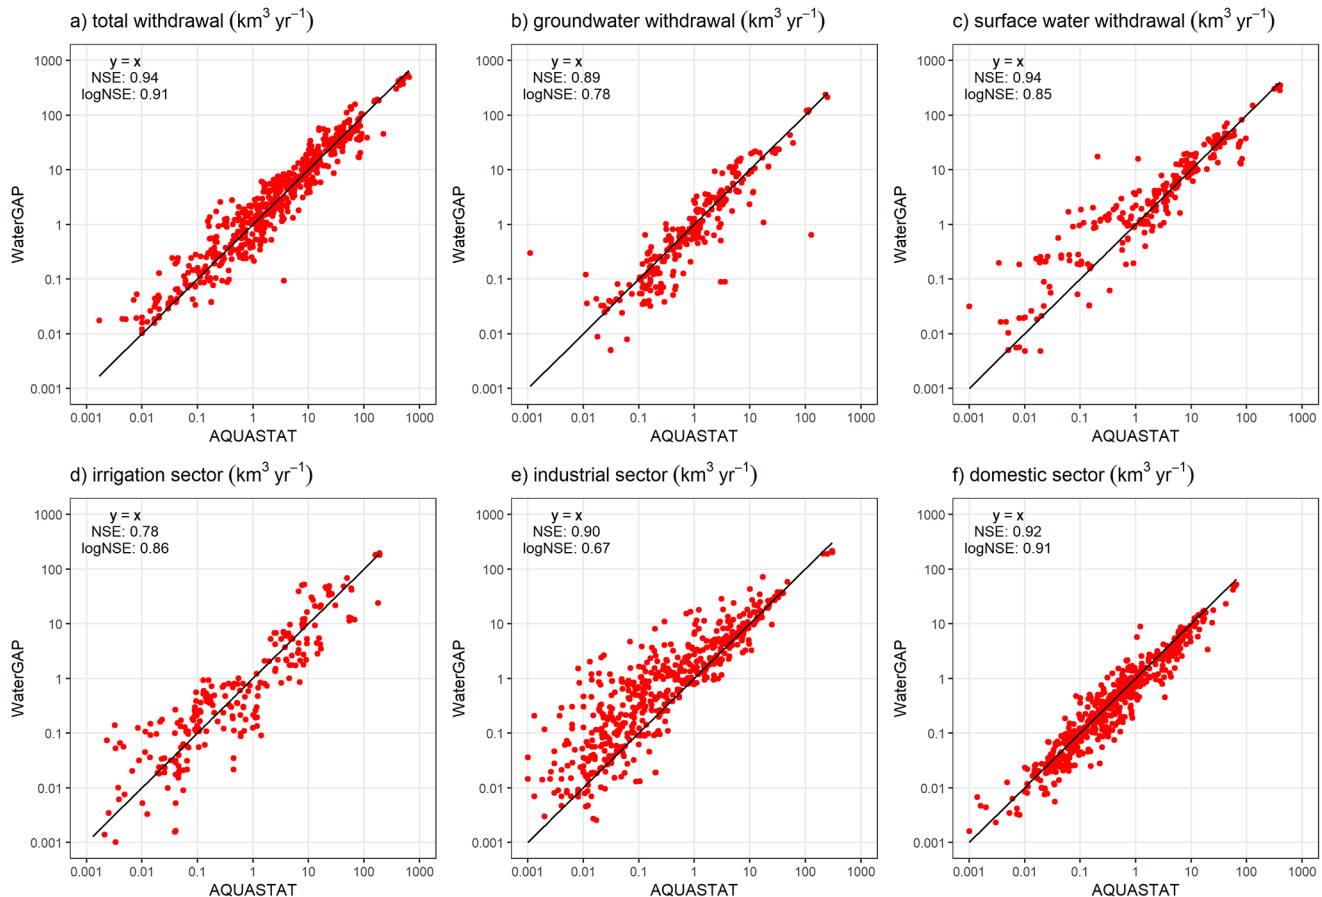 a) total withdrawal (km³ yr⁻¹)
y = x
NSE: 0.94
logNSE: 0.91
1000
100
10
1
0.1
0.01
0.001
WaterGAP
0.001 0.01 0.1 1 10 100 1000
AQUASTAT
b) groundwater withdrawal (km³ yr⁻¹)
y = x
NSE: 0.89
logNSE: 0.78
1000
100
10
1
0.1
0.01
0.001
WaterGAP
0.001 0.01 0.1 1 10 100 1000
AQUASTAT
c) surface water withdrawal (km³ yr⁻¹)
y = x
NSE: 0.94
logNSE: 0.85
1000
100
10
1
0.1
0.01
0.001
WaterGAP
0.001 0.01 0.1 1 10 100 1000
AQUASTAT
d) irrigation sector (km³ yr⁻¹)
y = x
NSE: 0.78
logNSE: 0.86
1000
100
10
1
0.1
0.01
0.001
WaterGAP
0.001 0.01 0.1 1 10 100 1000
AQUASTAT
e) industrial sector (km³ yr⁻¹)
y = x
NSE: 0.90
logNSE: 0.67
1000
100
10
1
0.1
0.01
0.001
WaterGAP
0.001 0.01 0.1 1 10 100 1000
AQUASTAT
f) domestic sector (km³ yr⁻¹)
y = x
NSE: 0.92
logNSE: 0.91
1000
100
10
1
0.1
0.01
0.001
WaterGAP
0.001 0.01 0.1 1 10 100 1000
AQUASTAT